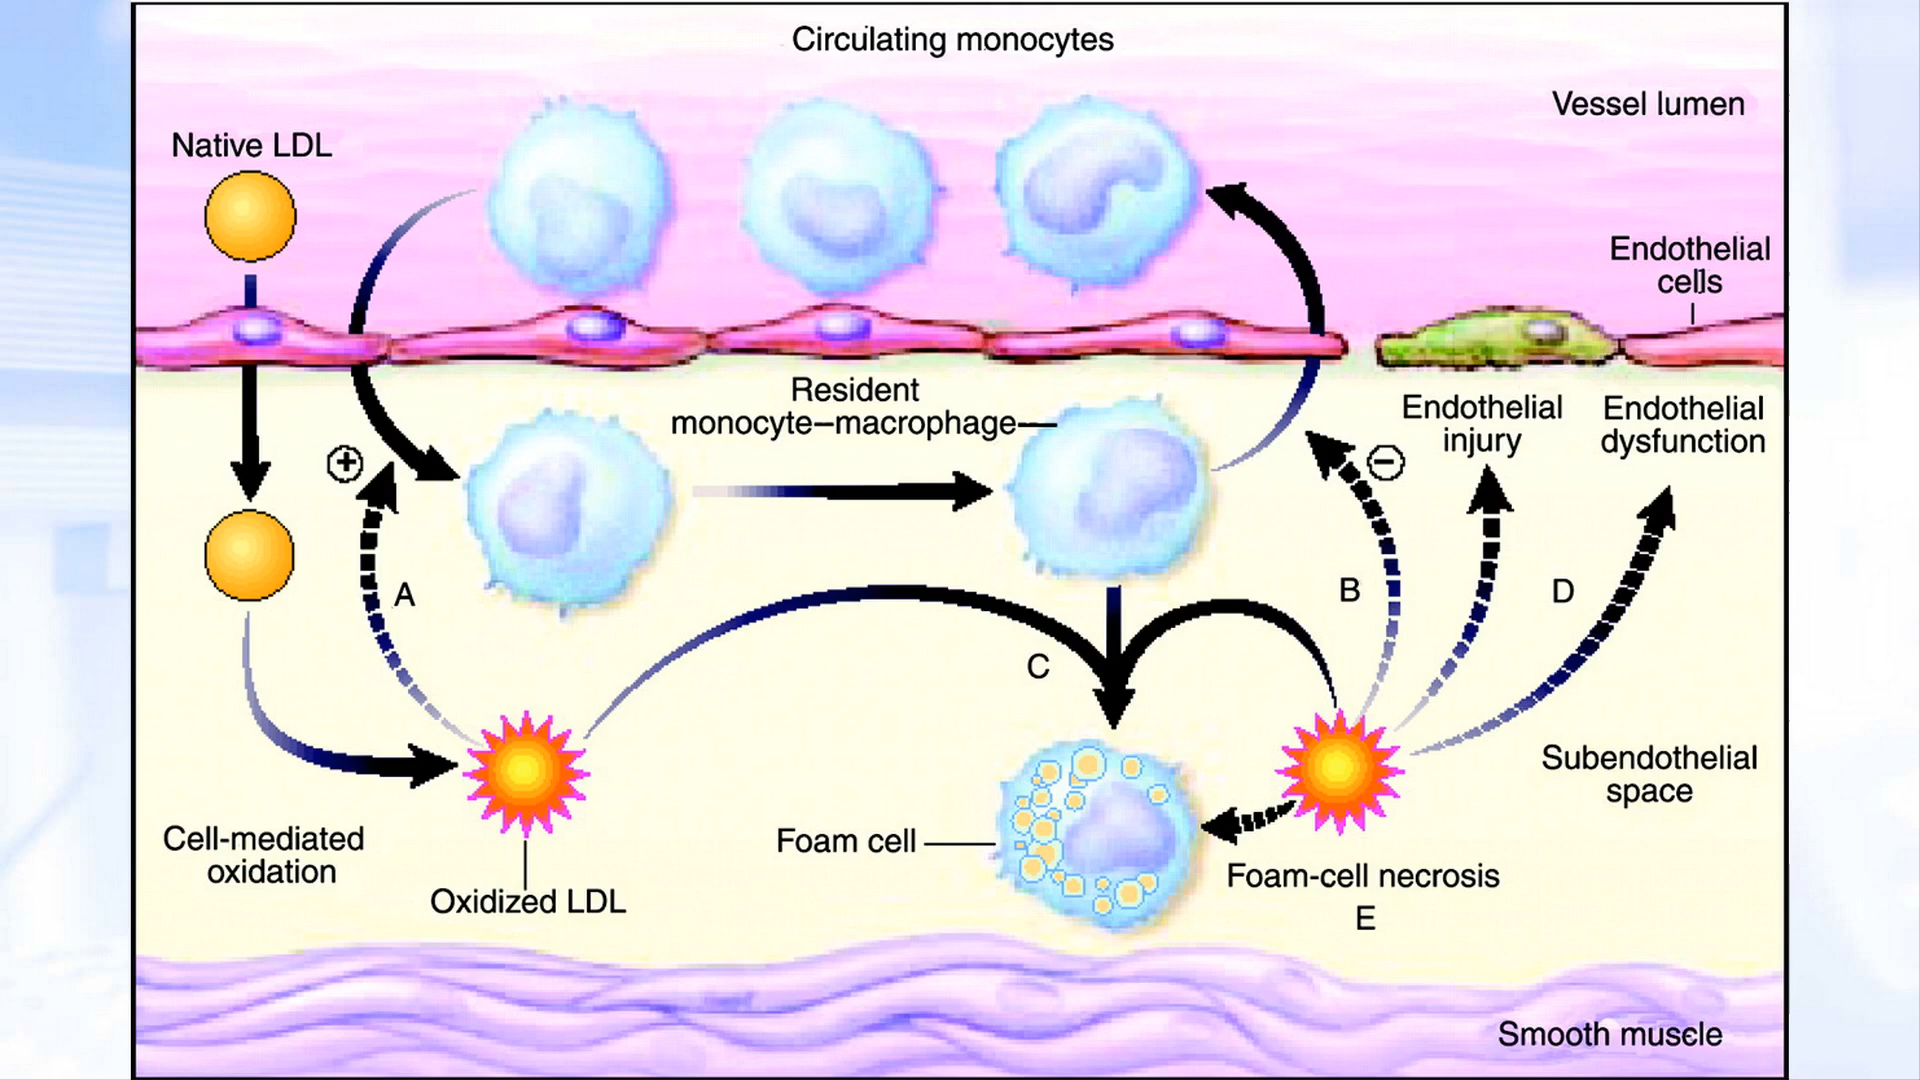 Circulating monocytes
Vessel lumen
Native LDL
Endothelial
cells
Resident
monocyte–macrophage
Endothelial
injury
Endothelial
dysfunction
+
−
A
B
D
C
Subendothelial
space
Cell-mediated
oxidation
Oxidized LDL
Foam cell
Foam-cell necrosis
E
Smooth muscle